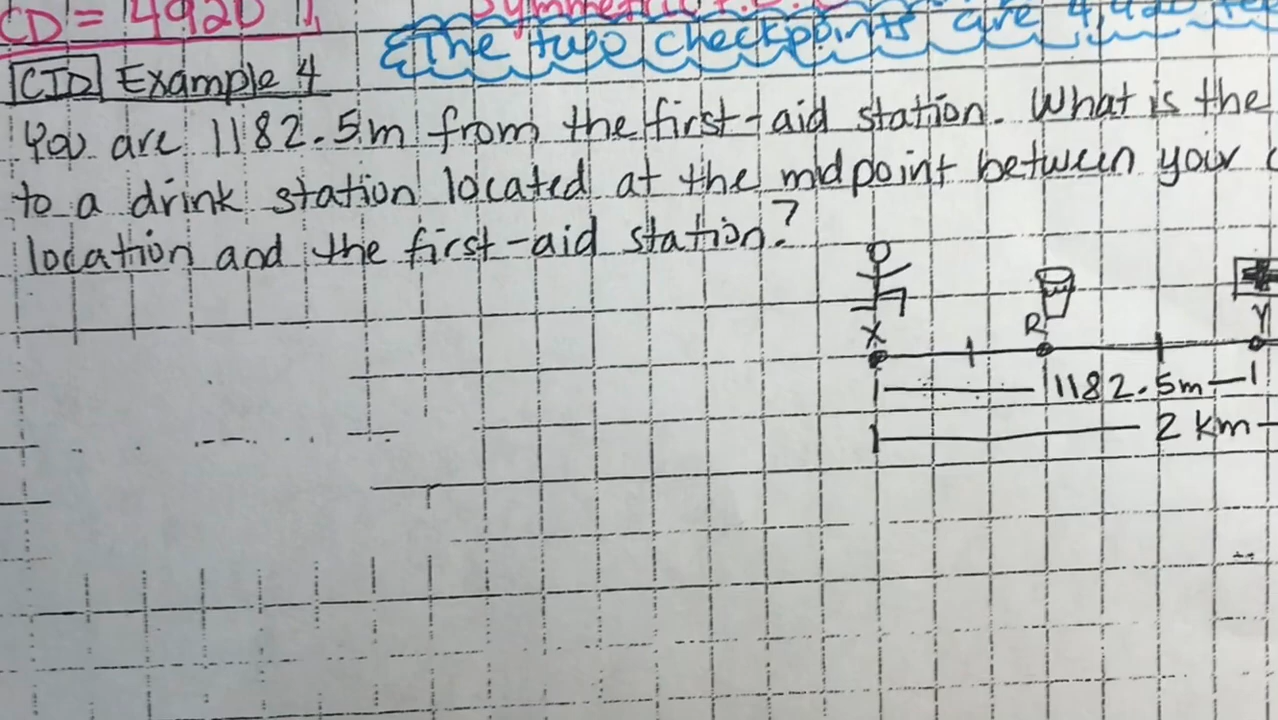 CD = 4920
The two checkpoints are
CID Example 4
You are 1182.5m from the first-aid station. What is the
to a drink station located at the midpoint between your
location and the first-aid station?
X R Y
1182.5m
2 km